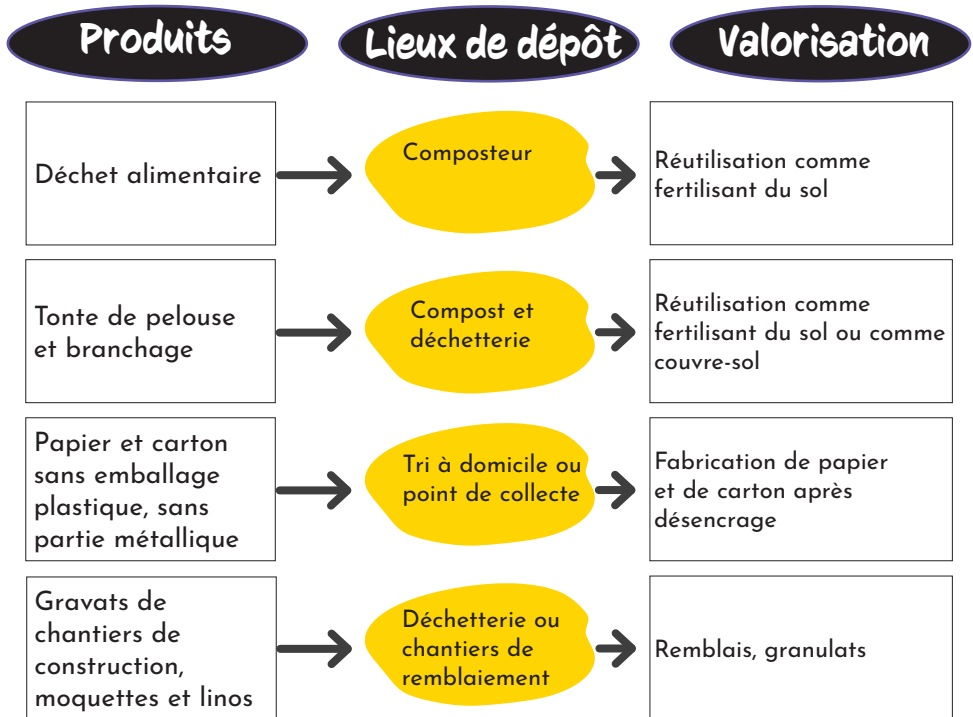 Produits
Lieux de dépôt
Valorisation
Déchet alimentaire
Composteur
Réutilisation comme
fertilisant du sol
Tonte de pelouse
et branchage
Compost et
déchetterie
Réutilisation comme
fertilisant du sol ou comme
couvre-sol
Papier et carton
sans emballage
plastique, sans
partie métallique
Tri à domicile ou
point de collecte
Fabrication de papier
et de carton après
désencrage
Gravats de
chantiers de
construction,
moquettes et linos
Déchetterie ou
chantiers de
remblaiement
Remblais, granulats